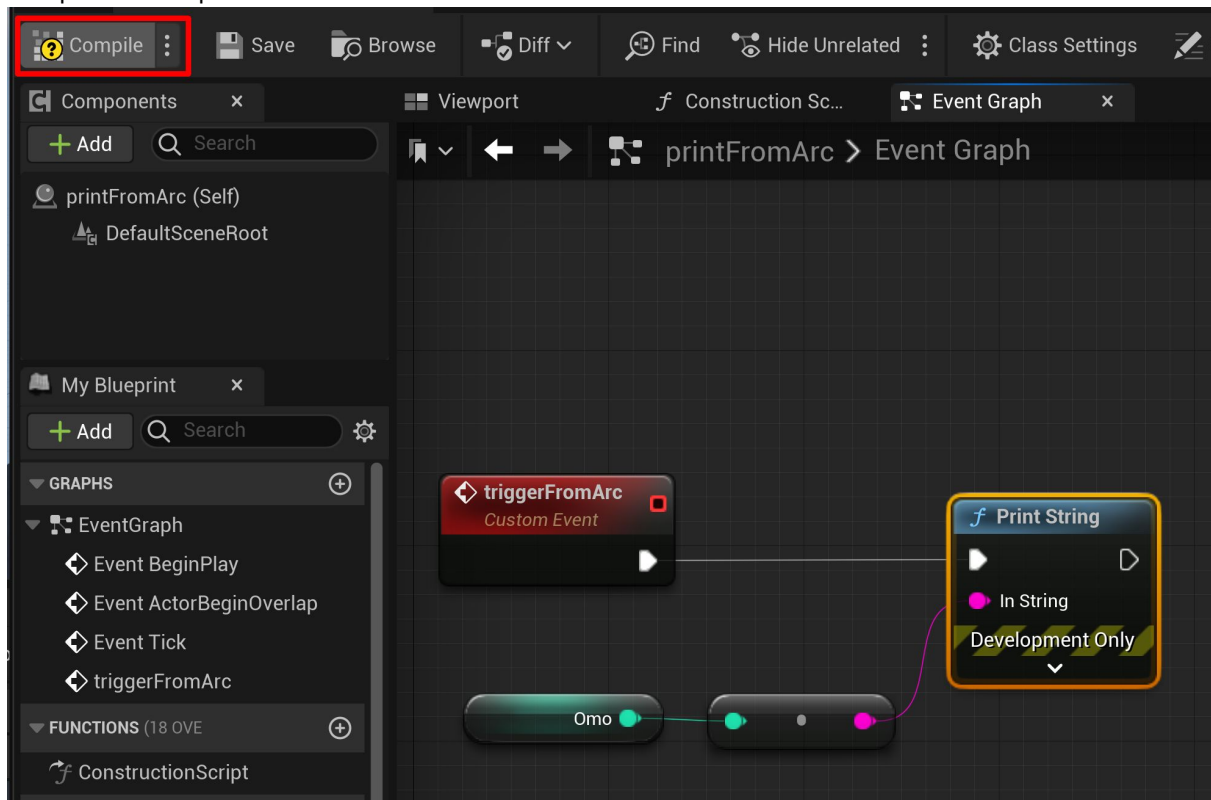 Compile
Save
Browse
Diff
Find
Hide Unrelated
Class Settings
Components
Viewport
Construction Sc...
Event Graph
Add
Search
printFromArc > Event Graph
printFromArc (Self)
DefaultSceneRoot
My Blueprint
Add
Search
GRAPHS
EventGraph
Event BeginPlay
Event ActorBeginOverlap
Event Tick
triggerFromArc
FUNCTIONS (18 OVE
ConstructionScript
triggerFromArc
Custom Event
Print String
In String
Development Only
Omo